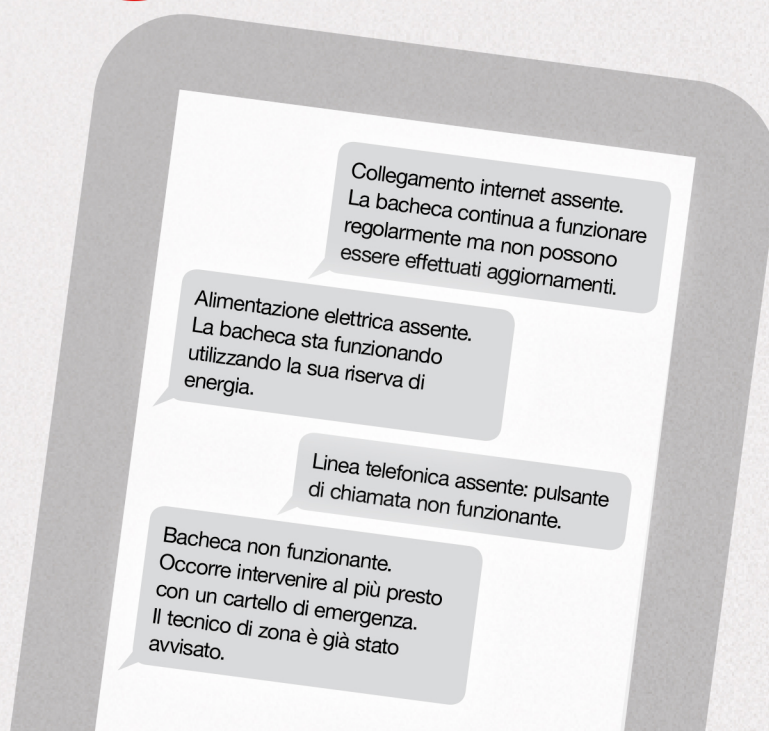 Collegamento internet assente.
La bacheca continua a funzionare
regolarmente ma non possono
essere effettuati aggiornamenti.
Alimentazione elettrica assente.
La bacheca sta funzionando
utilizzando la sua riserva di
energia.
Linea telefonica assente: pulsante
di chiamata non funzionante.
Bacheca non funzionante.
Occorre intervenire al più presto
con un cartello di emergenza.
Il tecnico di zona è già stato
avvisato.